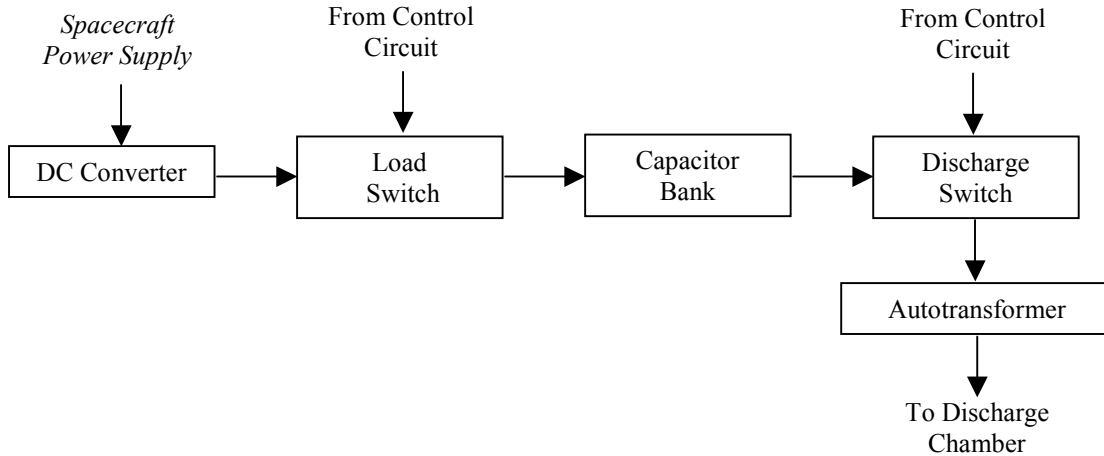 Spacecraft
Power Supply
From Control
Circuit
From Control
Circuit
DC Converter
Load
Switch
Capacitor
Bank
Discharge
Switch
Autotransformer
To Discharge
Chamber